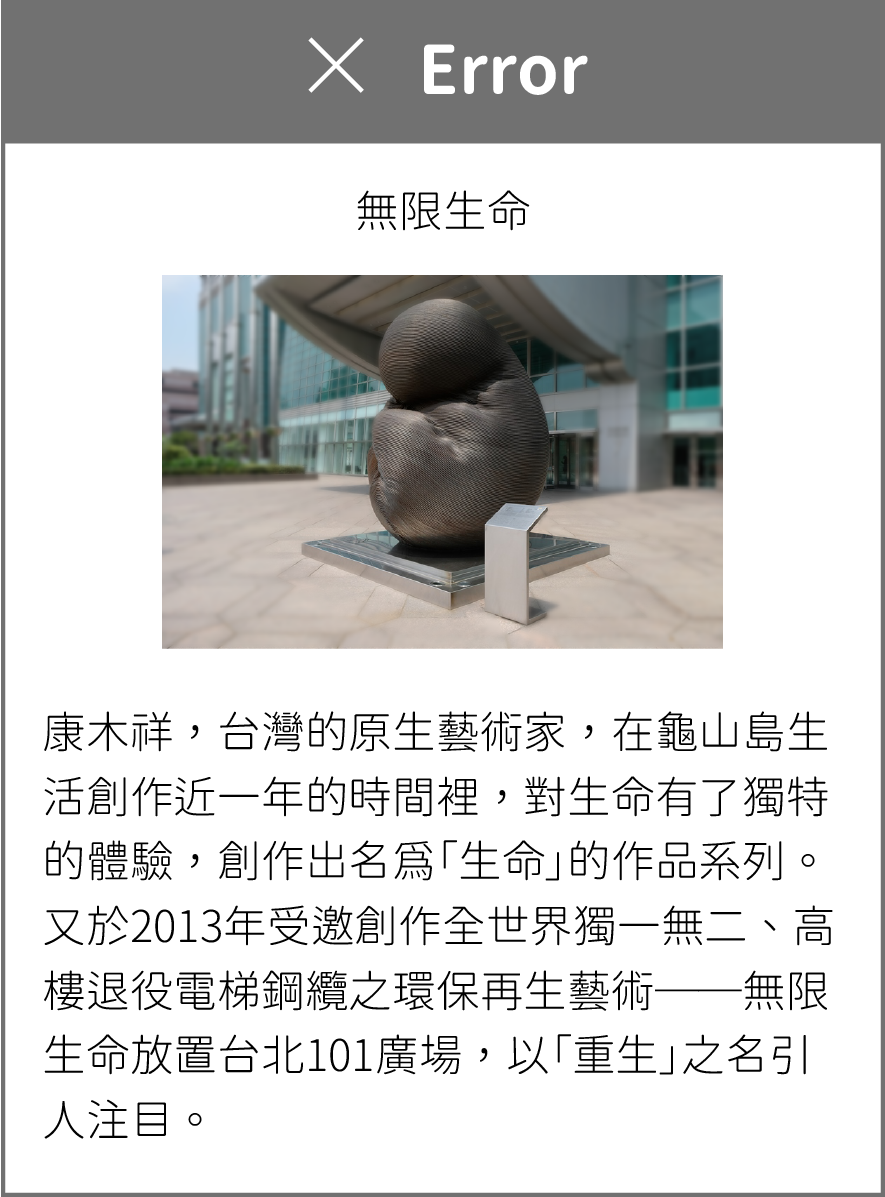 × Error
無限生命
康木祥，台灣的原生藝術家，在龜山島生
活創作近一年的時間裡，對生命有了獨特
的體驗，創作出名為「生命」的作品系列。
又於2013年受邀創作全世界獨一無二、高
樓退役電梯鋼纜之環保再生藝術——無限
生命放置台北101廣場，以「重生」之名引
人注目。